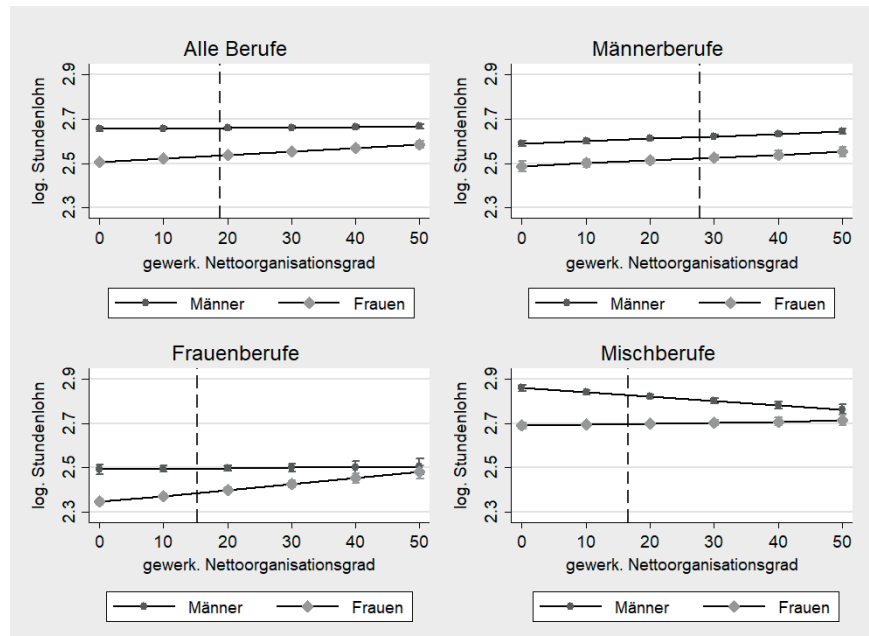 Alle Berufe
log. Stundenlohn
2.9
2.7
2.5
2.3
0 10 20 30 40 50
gewerk. Nettoorganisationsgrad
Männer Frauen
Männerberufe
log. Stundenlohn
2.9
2.7
2.5
2.3
0 10 20 30 40 50
gewerk. Nettoorganisationsgrad
Männer Frauen
Frauenberufe
log. Stundenlohn
2.9
2.7
2.5
2.3
0 10 20 30 40 50
gewerk. Nettoorganisationsgrad
Männer Frauen
Mischberufe
log. Stundenlohn
2.9
2.7
2.5
2.3
0 10 20 30 40 50
gewerk. Nettoorganisationsgrad
Männer Frauen